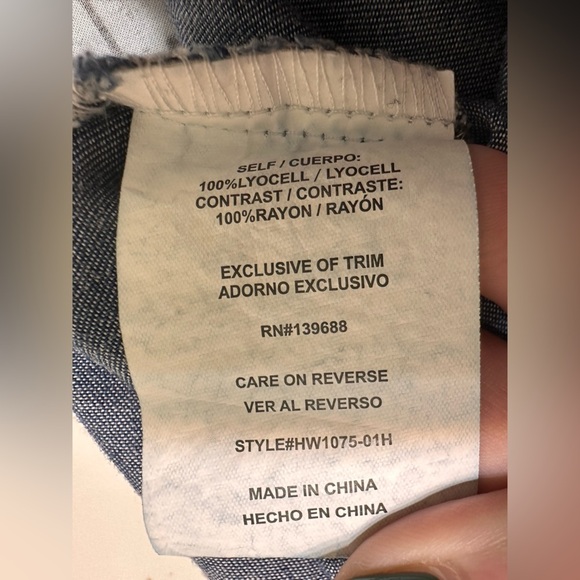 SELF / CUERPO:
100%LYOCELL / LYOCELL
CONTRAST / CONTRASTE:
100%RAYON / RAYÓN
EXCLUSIVE OF TRIM
ADORNO EXCLUSIVO
RN#139688
CARE ON REVERSE
VER AL REVERSO
STYLE#HW1075-01H
MADE IN CHINA
HECHO EN CHINA